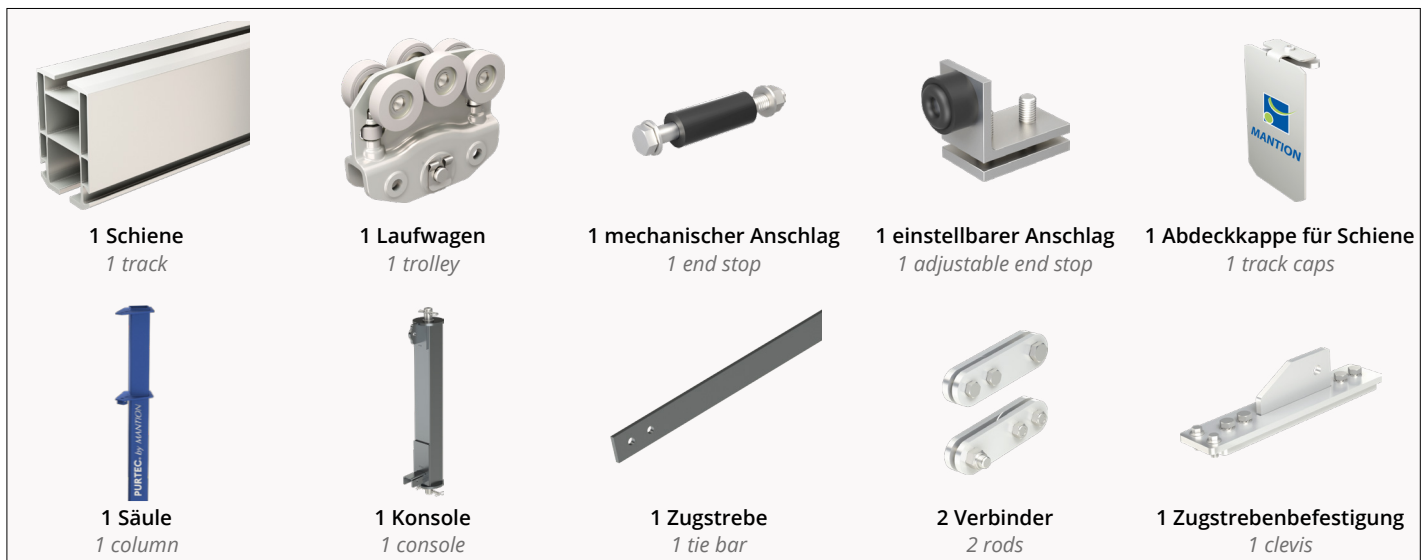 MANTION
1 Schiene
1 track
1 Laufwagen
1 trolley
1 mechanischer Anschlag
1 end stop
1 einstellbarer Anschlag
1 adjustable end stop
1 Abdeckkappe für Schiene
1 track caps
PURTEC® by MANTION
1 Säule
1 column
1 Konsole
1 console
1 Zugstrebe
1 tie bar
2 Verbinder
2 rods
1 Zugstrebenbefestigung
1 clevis